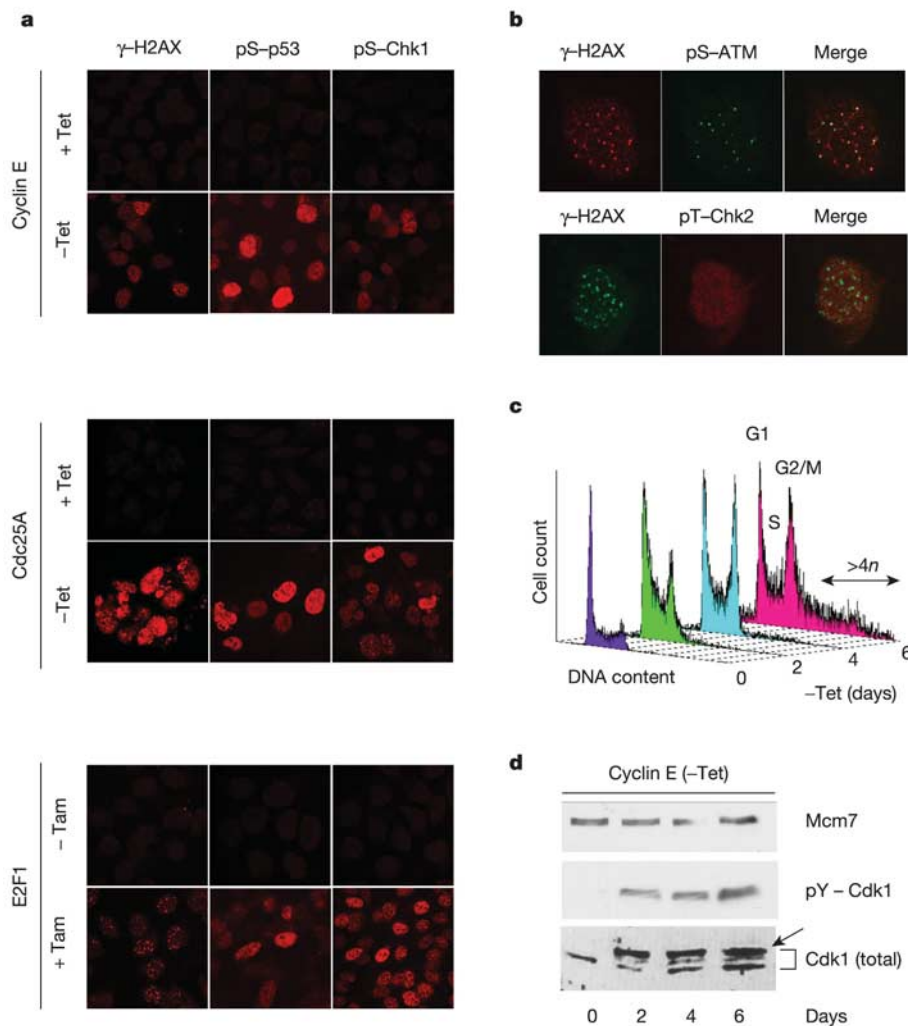 a
γ–H2AX pS–p53 pS–Chk1
Cyclin E
+ Tet
–Tet
Cdc25A
+ Tet
–Tet
E2F1
– Tam
+ Tam
b
γ–H2AX pS–ATM Merge
γ–H2AX pT–Chk2 Merge
c
G1
G2/M
S
>4n
Cell count
DNA content
0 2 4 6
–Tet (days)
d
Cyclin E (–Tet)
Mcm7
pY – Cdk1
Cdk1 (total)
0 2 4 6 Days